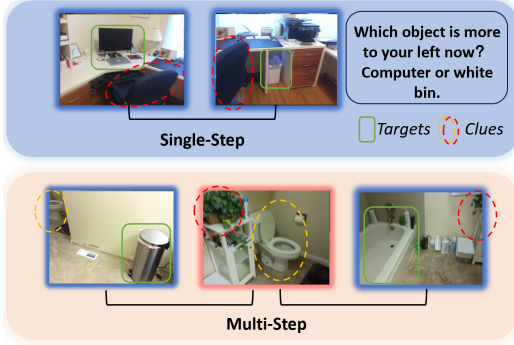 Which object is more
to your left now?
Computer or white
bin.
Targets
Clues
Single-Step
Multi-Step